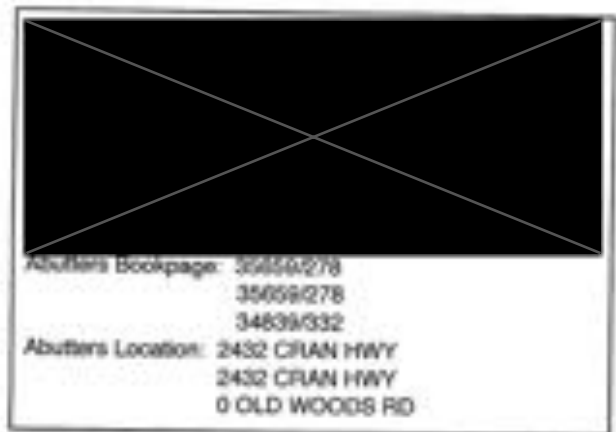 Abutters Bookpage: 35659/278
35659/278
34839/332
Abutters Location: 2432 CRAN HWY
2432 CRAN HWY
0 OLD WOODS RD